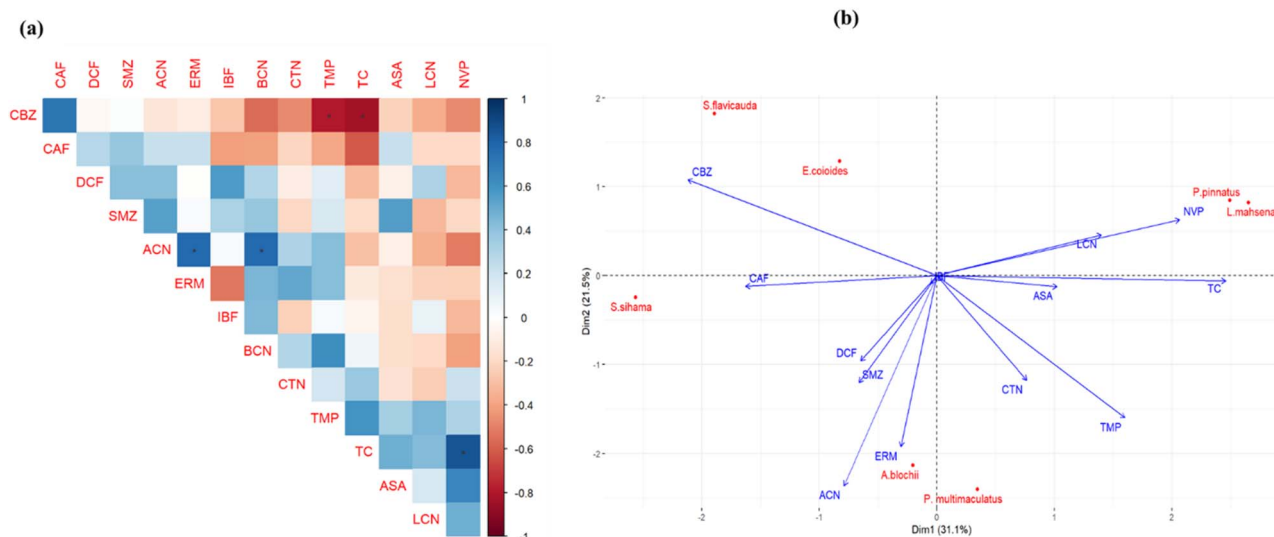 (a)
(b)
CAF DCF SMZ ACN ERM IBF BCN CTN TMP TC ASA LCN NVP
CBZ
CAF
DCF
SMZ
ACN
ERM
IBF
BCN
CTN
TMP
TC
ASA
LCN
1
0.8
0.6
0.4
0.2
0
-0.2
-0.4
-0.6
-0.8
-1
Dim2 (21.5%)
2
1
0
-1
-2
S.flavicauda
E.coioides
CBZ
P.pinnatus
L.mahsena
NVP
LCN
CAF
ASA
TC
S.sihama
DCF
SMZ
CTN
TMP
ERM
A.blochii
ACN
P. multimaculatus
-2
-1
0
1
2
Dim1 (31.1%)